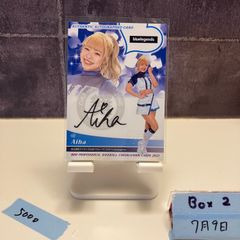 AUTHENTIC AUTOGRAPHED CARD
bluelegends
Aiha
Aiha
BBM PROFESSIONAL BASEBALL CHEERLEADER CARDS 2023
5000
Box 2
7月9日